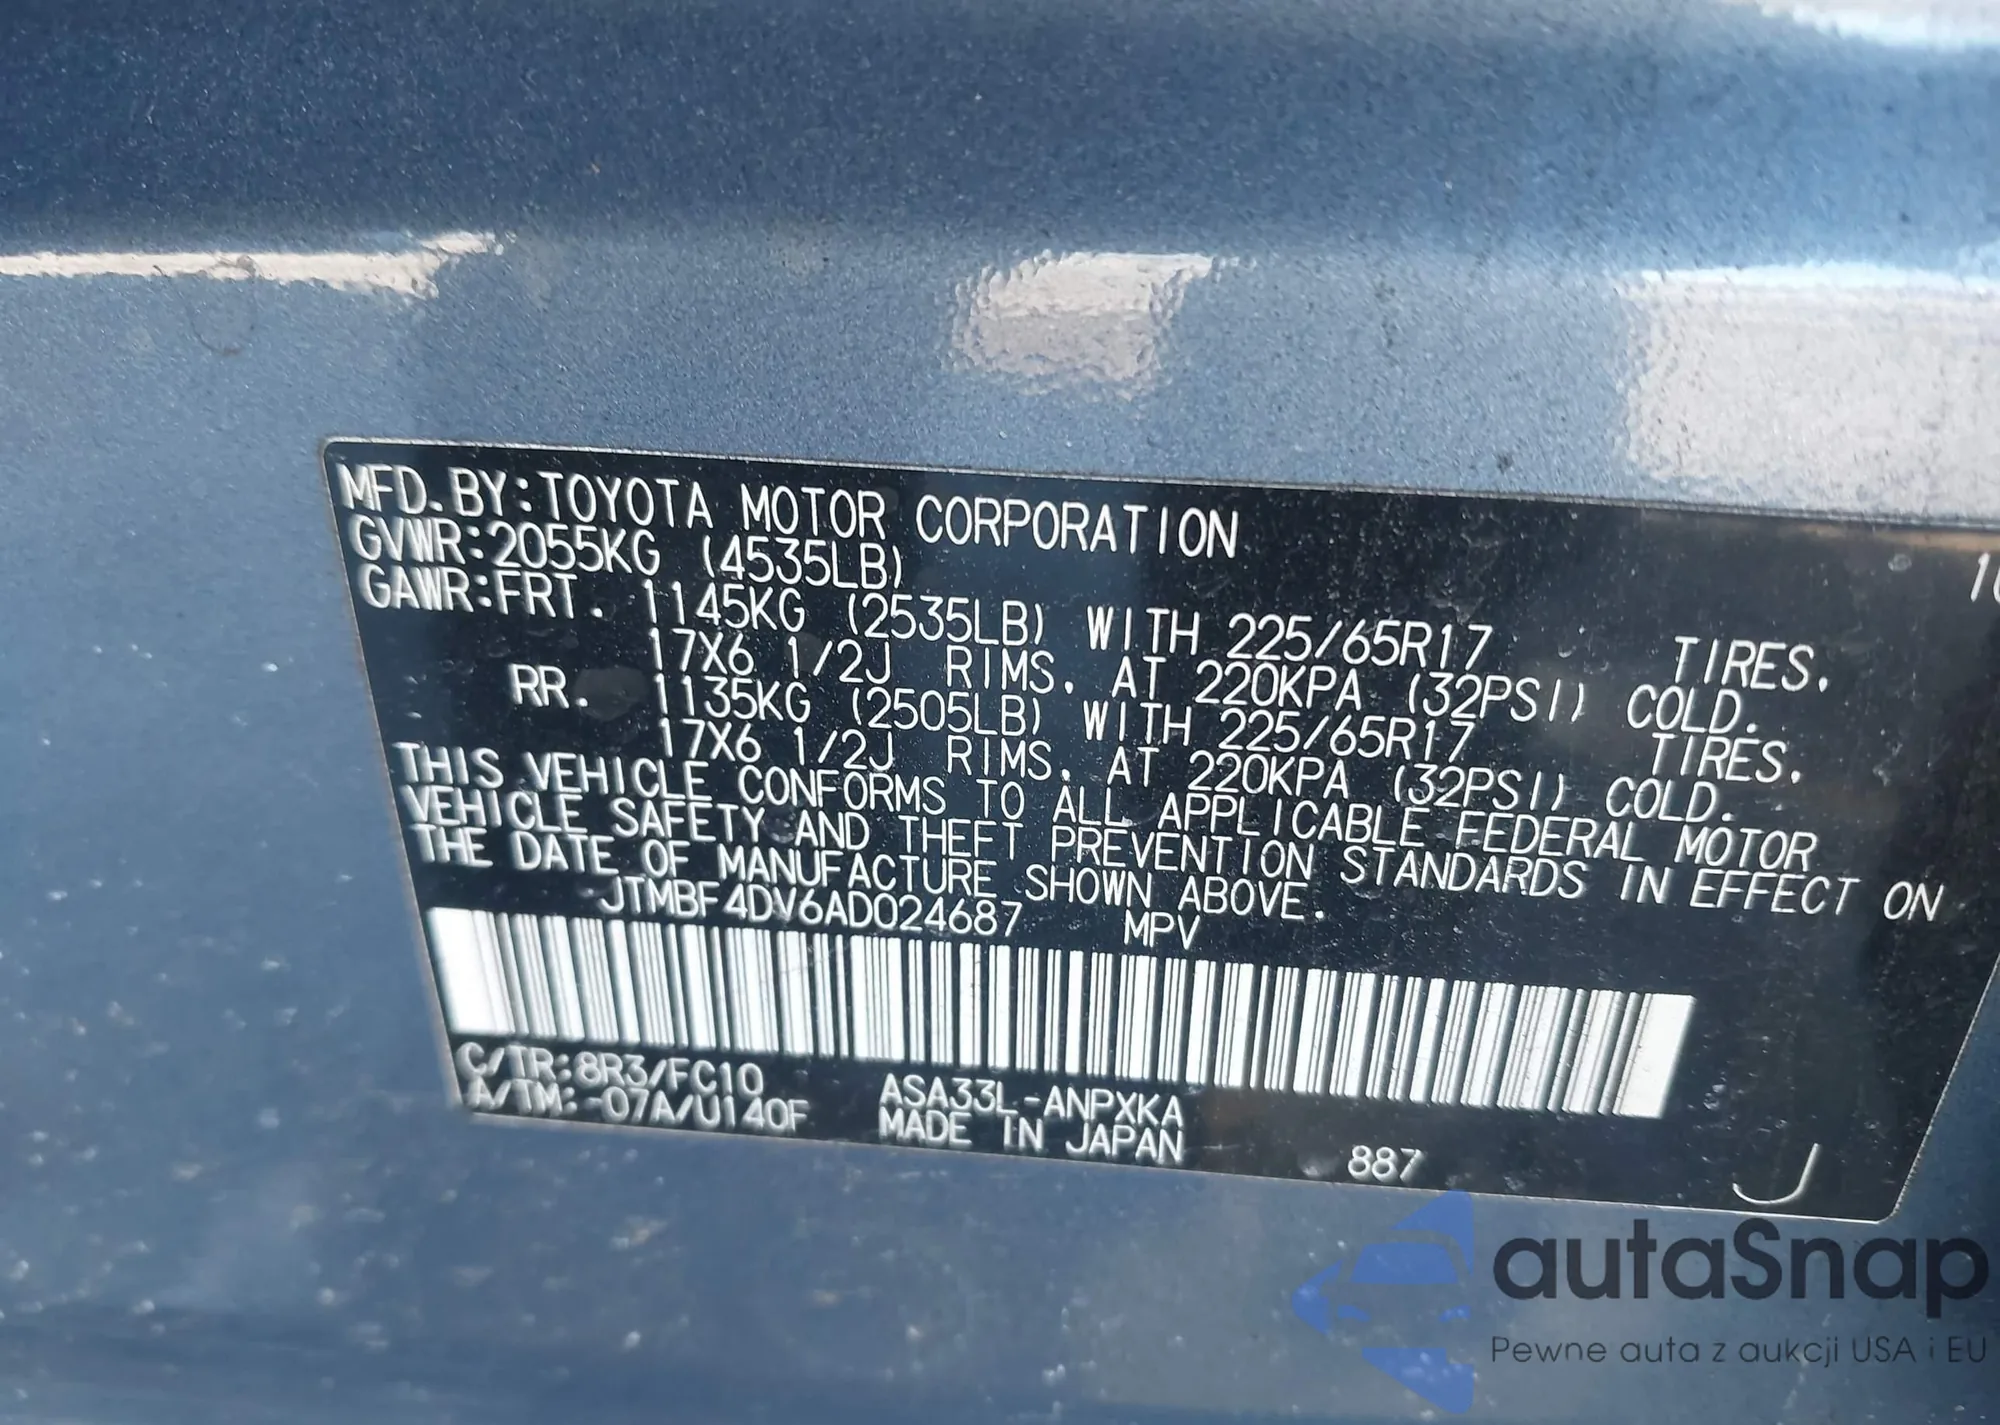 MFD.BY:TOYOTA MOTOR CORPORATION
GVWR:2055KG (4535LB)
GAWR:FRT. 1145KG (2535LB) WITH 225/65R17 TIRES.
17X6 1/2J RIMS. AT 220KPA (32PSI) COLD.
RR. 1135KG (2505LB) WITH 225/65R17 TIRES.
17X6 1/2J RIMS. AT 220KPA (32PSI) COLD.
THIS VEHICLE CONFORMS TO ALL APPLICABLE FEDERAL MOTOR
VEHICLE SAFETY AND THEFT PREVENTION STANDARDS IN EFFECT ON
THE DATE OF MANUFACTURE SHOWN ABOVE.
JTMBF4DV6AD024687 MPV
C/TR:8R3/FC10 ASA33L-ANPXKA
A/TM:-07A/U140F MADE IN JAPAN 887 J
autaSnap
Pewne auta z aukcji USA i EU